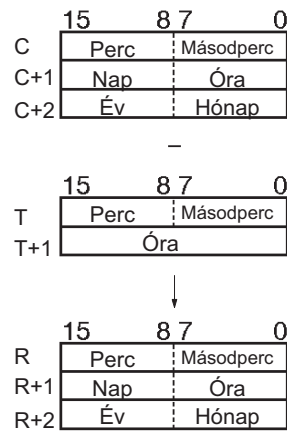 15 8 7 0
C Perc Másodperc
C+1 Nap Óra
C+2 Év Hónap
–
15 8 7 0
T Perc Másodperc
T+1 Óra
15 8 7 0
R Perc Másodperc
R+1 Nap Óra
R+2 Év Hónap